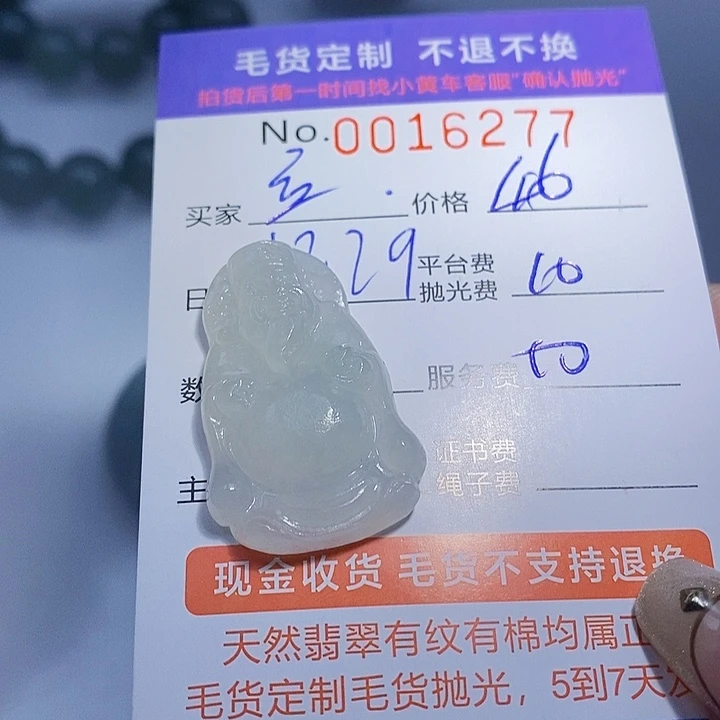 毛货定制 不退不换
拍货后第一时间找小黄车客服"确认抛光"
No.0016277
买家 价格
29 平台费
抛光费 10
服务费
证书费
绳子费
主
现金收货 毛货不支持退换
天然翡翠有纹有棉均属正
毛货定制毛货抛光，5到7天发